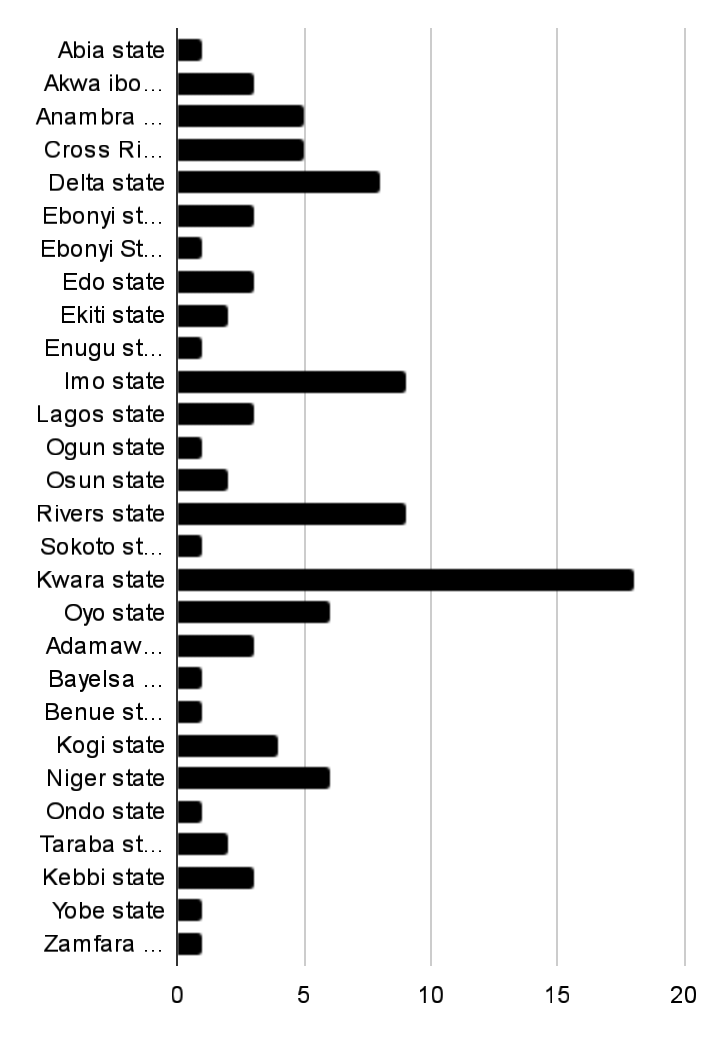 Abia state
Akwa ibo...
Anambra ...
Cross Ri...
Delta state
Ebonyi st...
Ebonyi St...
Edo state
Ekiti state
Enugu st...
Imo state
Lagos state
Ogun state
Osun state
Rivers state
Sokoto st...
Kwara state
Oyo state
Adamaw...
Bayelsa ...
Benue st...
Kogi state
Niger state
Ondo state
Taraba st...
Kebbi state
Yobe state
Zamfara ...
0 5 10 15 20